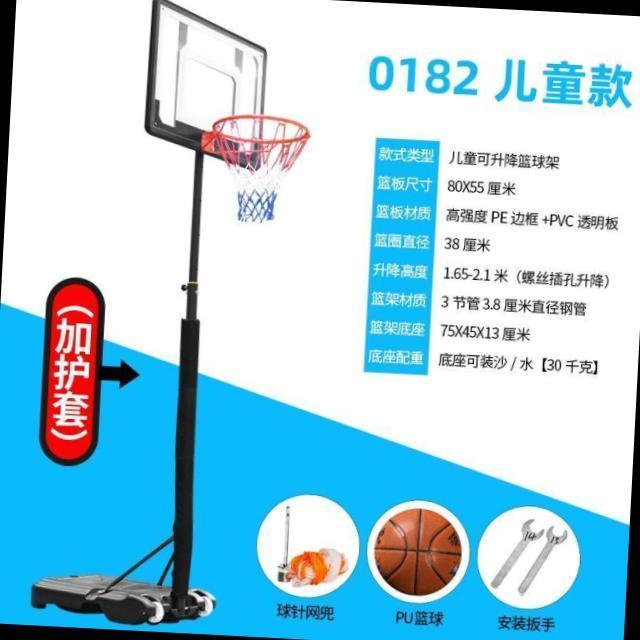 0182 儿童款
款式类型 儿童可升降篮球架
篮板尺寸 80X55 厘米
篮板材质 高强度 PE 边框 +PVC 透明板
篮圈直径 38 厘米
升降高度 1.65-2.1 米（螺丝插孔升降）
篮架材质 3 节管 3.8 厘米直径钢管
篮架底座 75X45X13 厘米
底座配重 底座可装沙 / 水【30 千克】
（加护套）
14
球针网兜
PU篮球
安装扳手